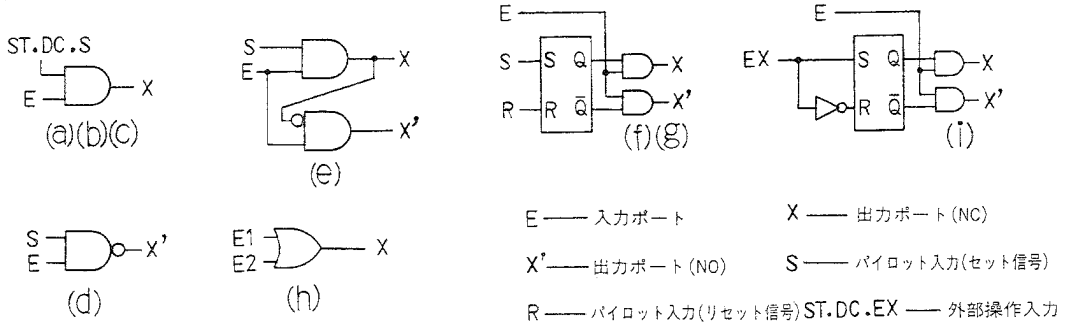 ST.DC.S
E
X
(a)(b)(c)
S
E
X
X'
(e)
E
S
S
Q
X
R
R
Q̄
X'
(f)(g)
E
EX
S
Q
X
R
Q̄
X'
(i)
S
E
X'
(d)
E1
E2
X
(h)
E —— 入力ポート
X —— 出力ポート(NC)
X' —— 出力ポート(NO)
S —— パイロット入力(セット信号)
R —— パイロット入力(リセット信号)
ST.DC.EX —— 外部操作入力